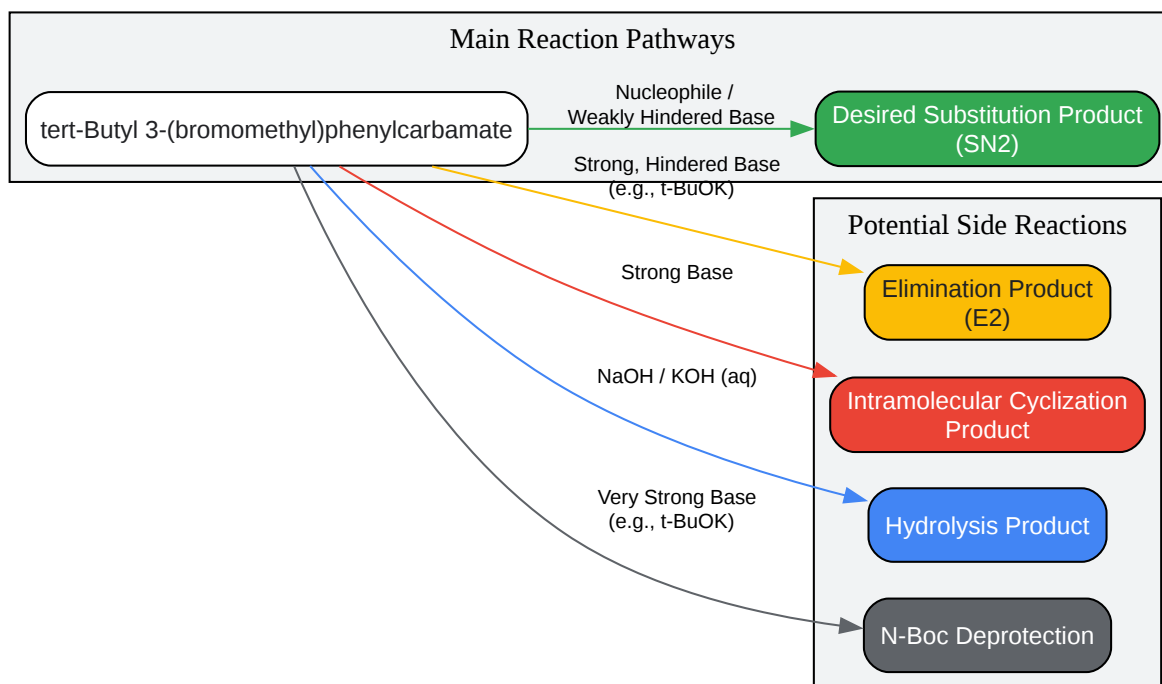 Main Reaction Pathways
tert-Butyl 3-(bromomethyl)phenylcarbamate
Nucleophile /
Weakly Hindered Base
Desired Substitution Product
(SN2)
Strong, Hindered Base
(e.g., t-BuOK)
Potential Side Reactions
Strong Base
Elimination Product
(E2)
Intramolecular Cyclization
Product
NaOH / KOH (aq)
Hydrolysis Product
Very Strong Base
(e.g., t-BuOK)
N-Boc Deprotection